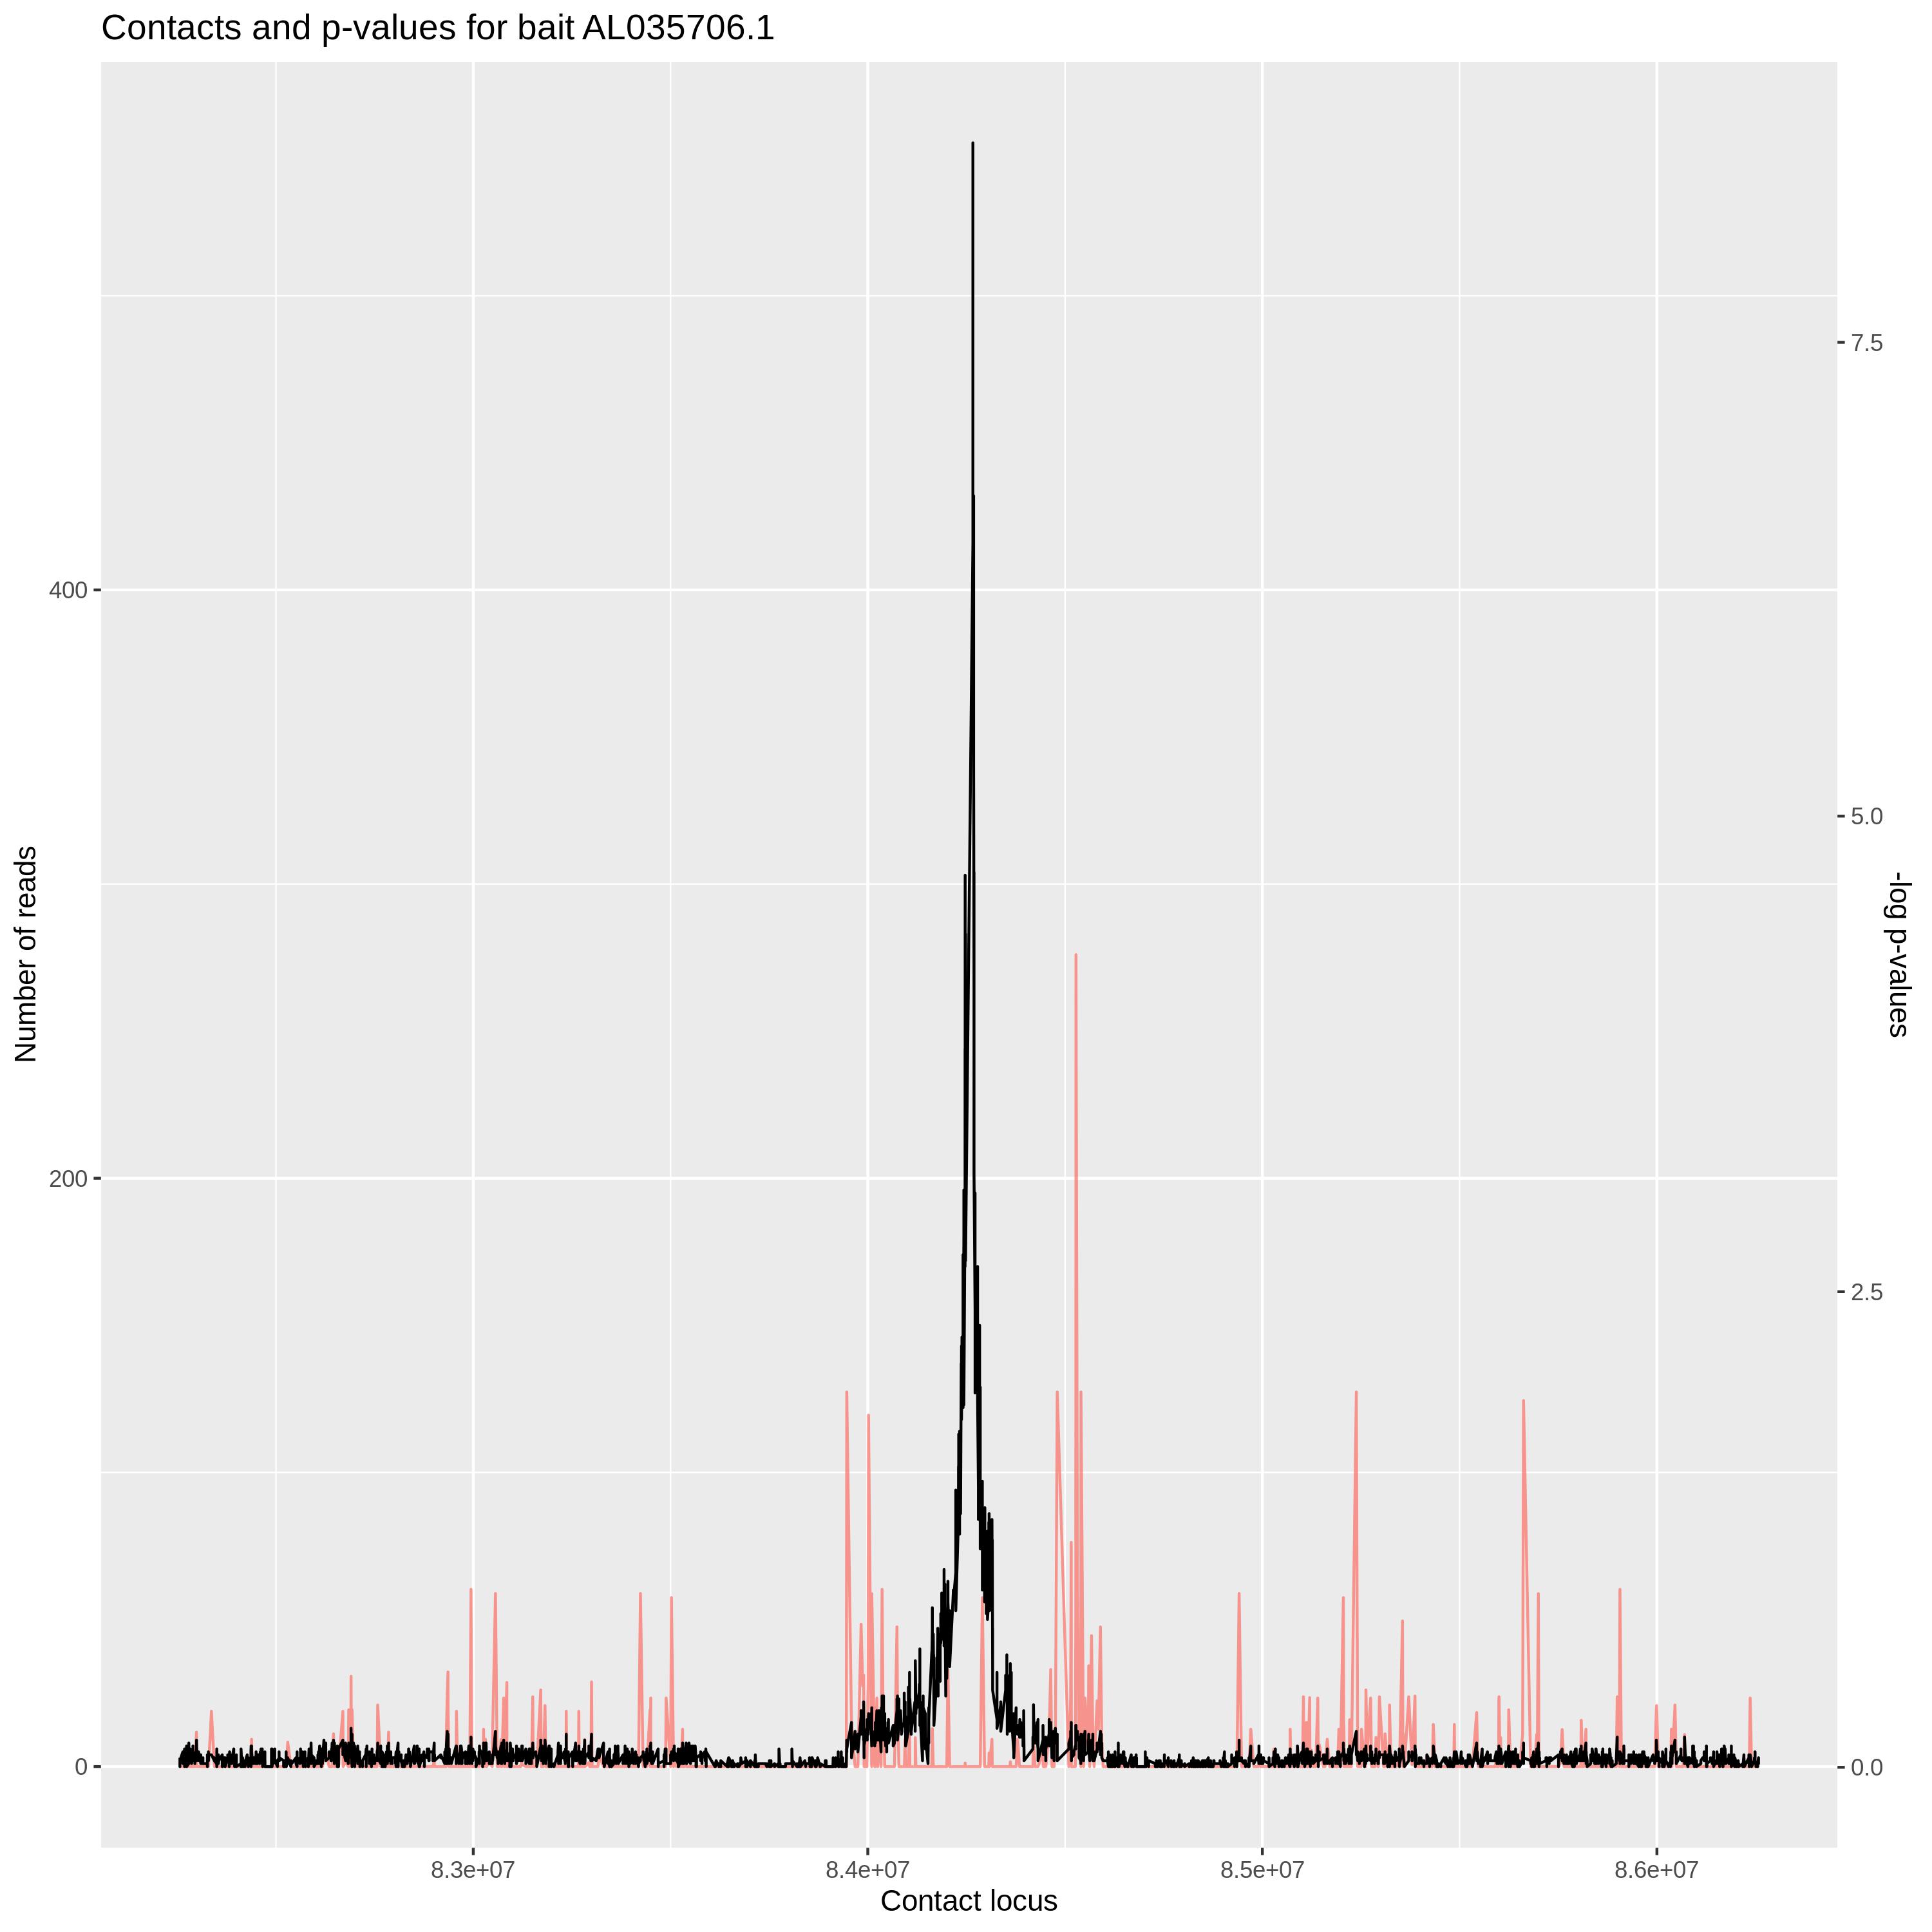 Contacts and p-values for bait AL035706.1
400
200
0
Number of reads
7.5
5.0
2.5
0.0
-log p-values
8.3e+07
8.4e+07
8.5e+07
8.6e+07
Contact locus